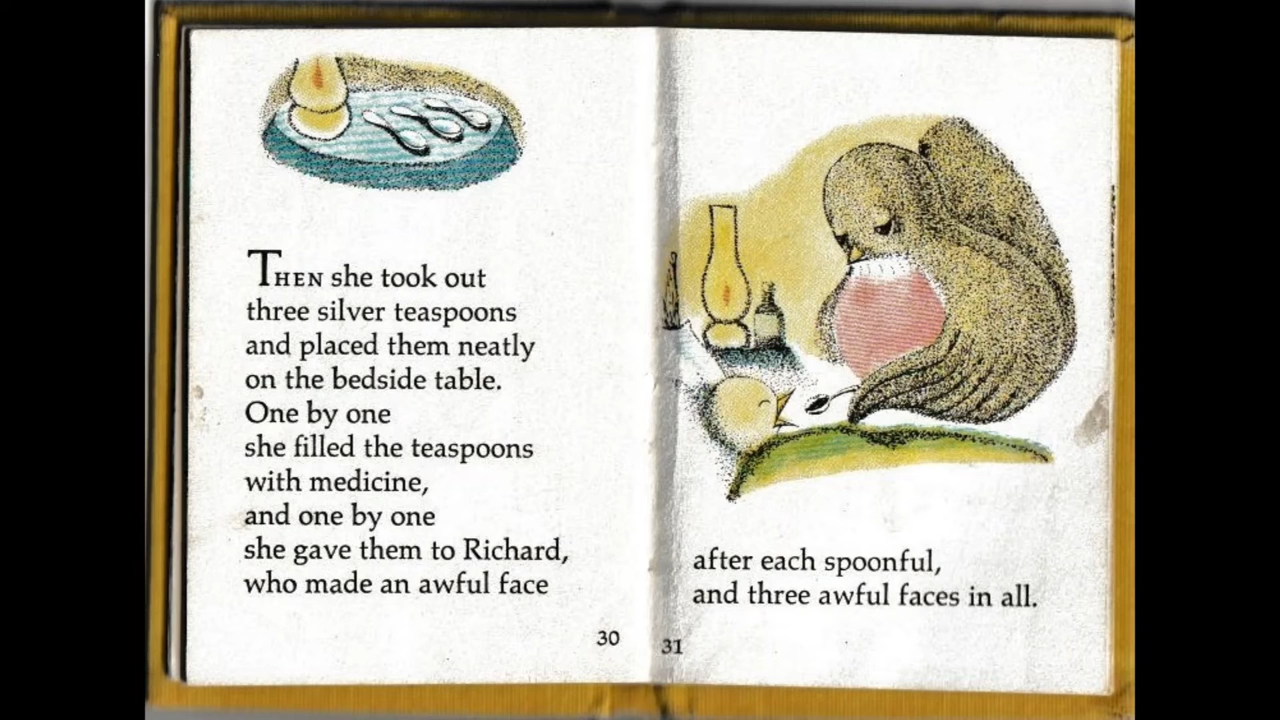 THEN she took out
three silver teaspoons
and placed them neatly
on the bedside table.
One by one
she filled the teaspoons
with medicine,
and one by one
she gave them to Richard,
who made an awful face
30
after each spoonful,
and three awful faces in all.
31